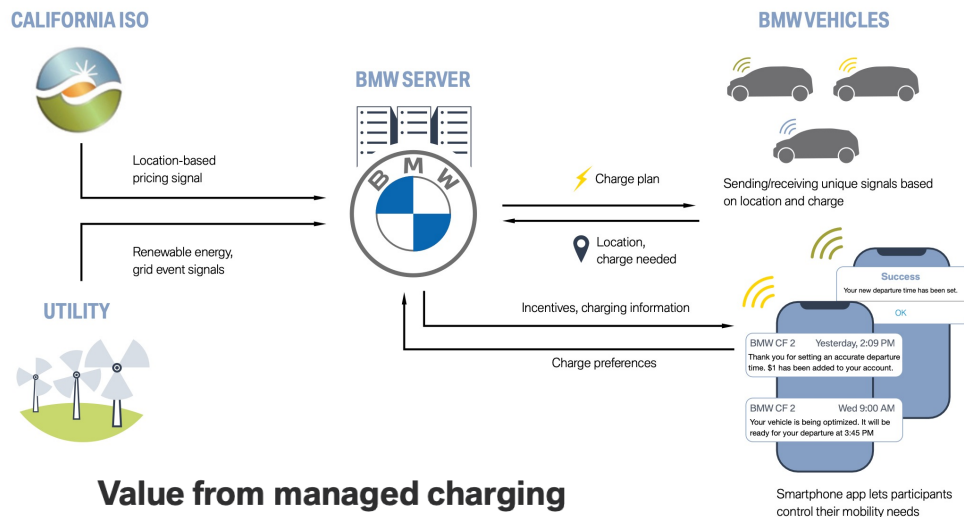 CALIFORNIA ISO
BMW VEHICLES
BMW SERVER
BMW
Location-based
pricing signal
Charge plan
Sending/receiving unique signals based
on location and charge
Renewable energy,
grid event signals
Location,
charge needed
Success
Your new departure time has been set.
OK
UTILITY
Incentives, charging information
Charge preferences
BMW CF 2 Yesterday, 2:09 PM
Thank you for setting an accurate departure
time. $1 has been added to your account.
BMW CF 2 Wed 9:00 AM
Your vehicle is being optimized. It will be
ready for your departure at 3:45 PM
Value from managed charging
Smartphone app lets participants
control their mobility needs